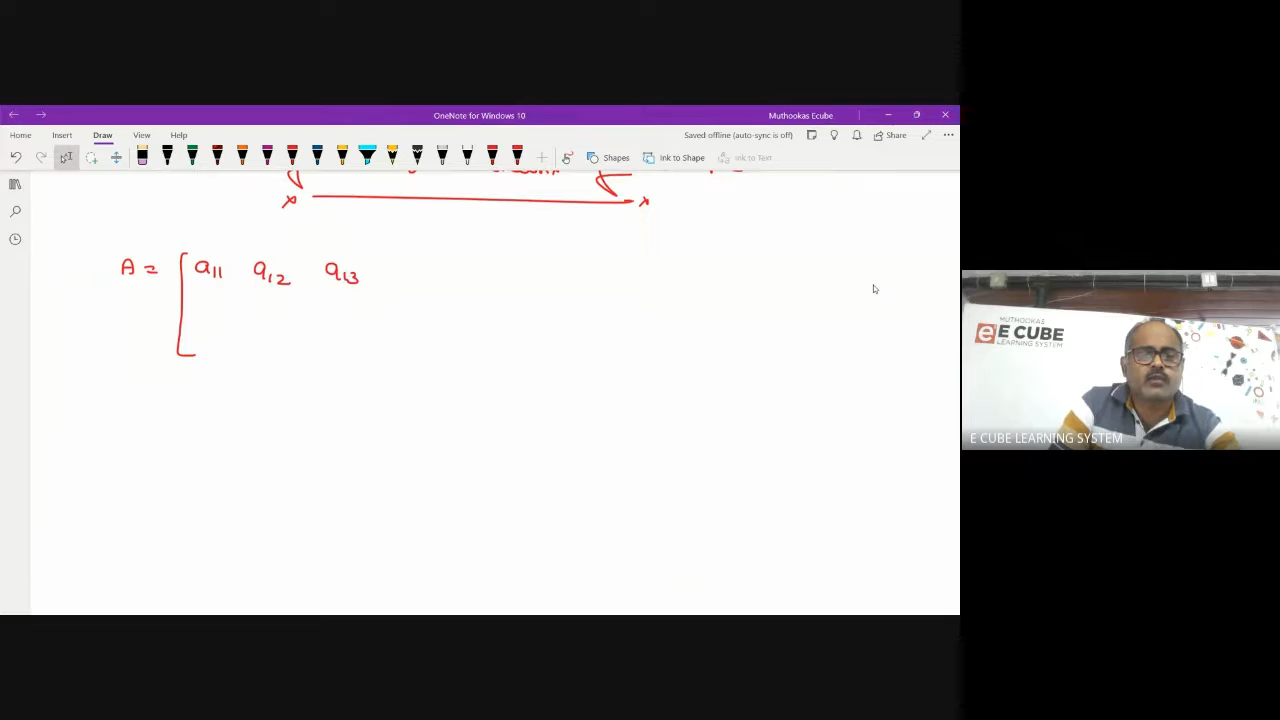 OneNote for Windows 10
Muthookas Ecube
Home Insert Draw View Help
Saved offline (auto-sync is off)
Share
Shapes
Ink to Shape
Ink to Text
x x
A = [ a11 a12 a13
MUTHOOKAS
e E CUBE
LEARNING SYSTEM
E CUBE LEARNING SYSTEM